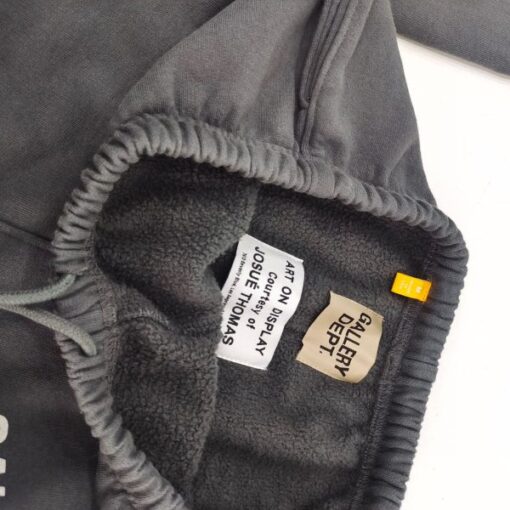 ART ON DISPLAY
Courtesy of
JOSUÉ THOMAS
GALLERY
DEPT.